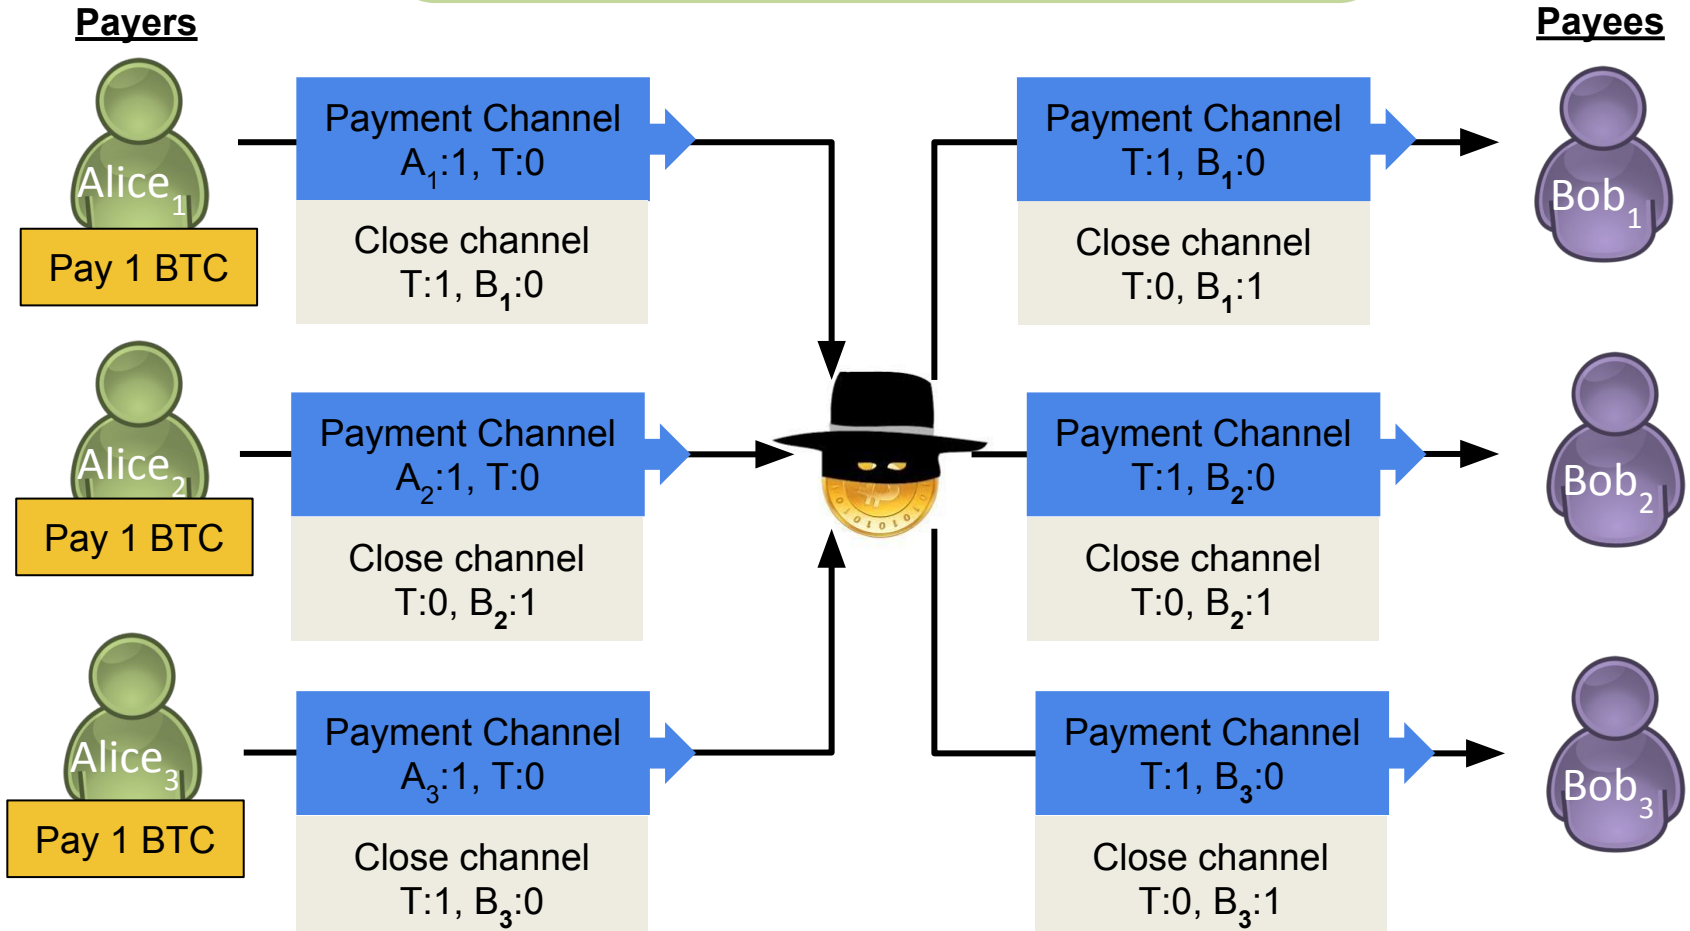 Payers
Payees
Alice1
Pay 1 BTC
Payment Channel
A1:1, T:0
Close channel
T:1, B1:0
Payment Channel
T:1, B1:0
Close channel
T:0, B1:1
Bob1
Alice2
Pay 1 BTC
Payment Channel
A2:1, T:0
Close channel
T:0, B2:1
Payment Channel
T:1, B2:0
Close channel
T:0, B2:1
Bob2
Alice3
Pay 1 BTC
Payment Channel
A3:1, T:0
Close channel
T:1, B3:0
Payment Channel
T:1, B3:0
Close channel
T:0, B3:1
Bob3